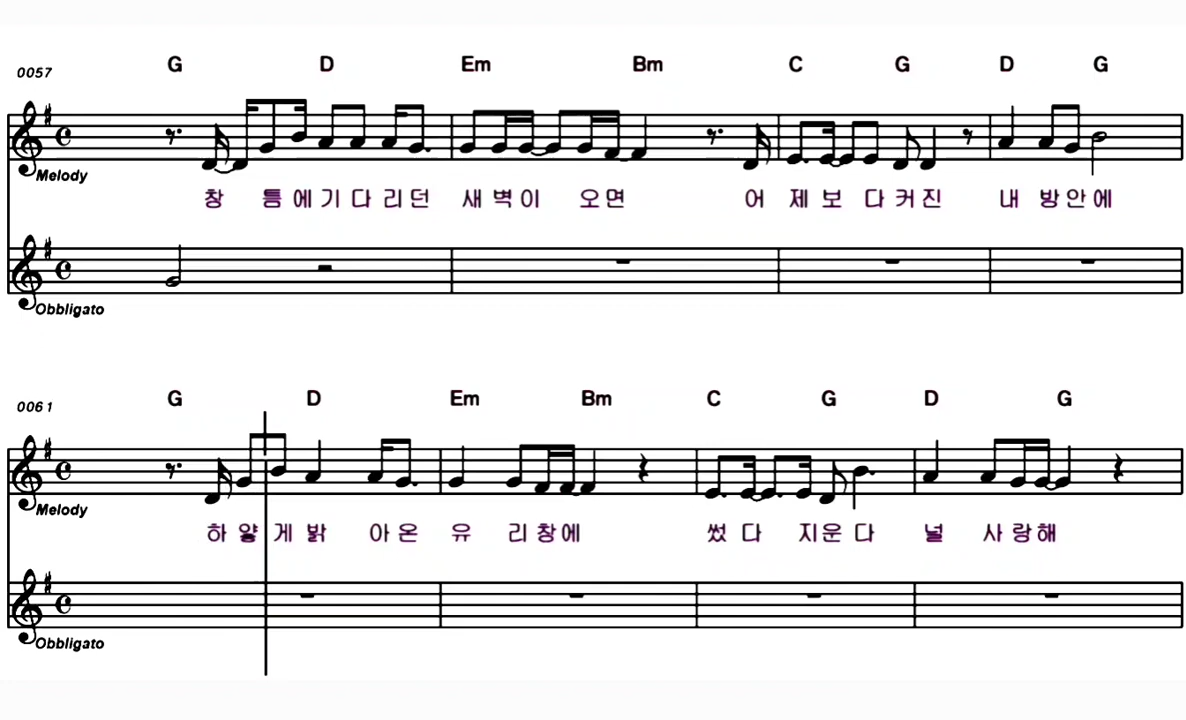 G D Em Bm C G D G
0057
Melody
창 틈에기다리던 새벽이 오면 어 제보 다커진 내 방안에
Obbligato
G D Em Bm C G D G
0061
Melody
하얗게밝 아온 유 리창에 썼다 지운다 널 사랑해
Obbligato